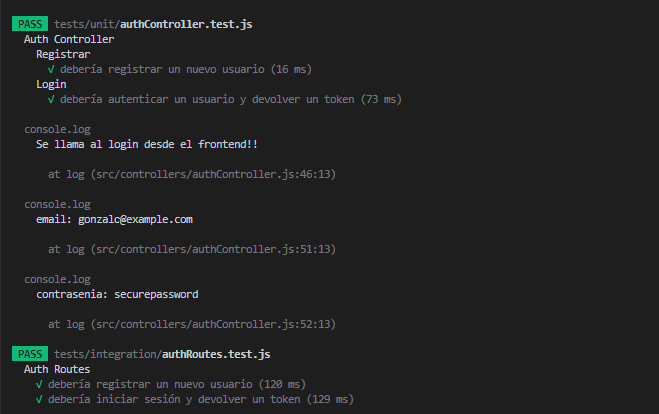 PASS tests/unit/authController.test.js
Auth Controller
Registrar
√ debería registrar un nuevo usuario (16 ms)
Login
√ debería autenticar un usuario y devolver un token (73 ms)
console.log
Se llama al login desde el frontend!!
at log (src/controllers/authController.js:46:13)
console.log
email: gonzalo@example.com
at log (src/controllers/authController.js:51:13)
console.log
contrasenia: securepassword
at log (src/controllers/authController.js:52:13)
PASS tests/integration/authRoutes.test.js
Auth Routes
√ debería registrar un nuevo usuario (120 ms)
√ debería iniciar sesión y devolver un token (129 ms)